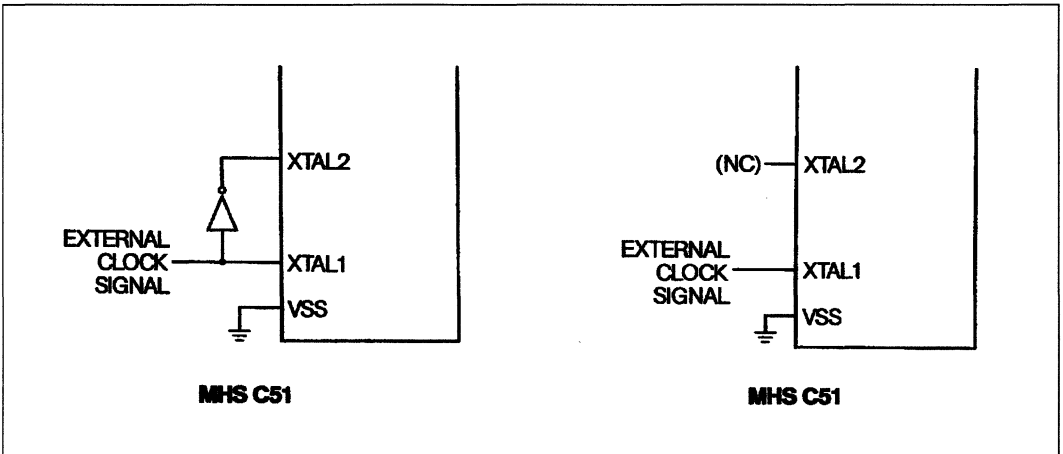 XTAL2
EXTERNAL
CLOCK
SIGNAL
XTAL1
VSS
MHS C51
(NC)
XTAL2
EXTERNAL
CLOCK
SIGNAL
XTAL1
VSS
MHS C51